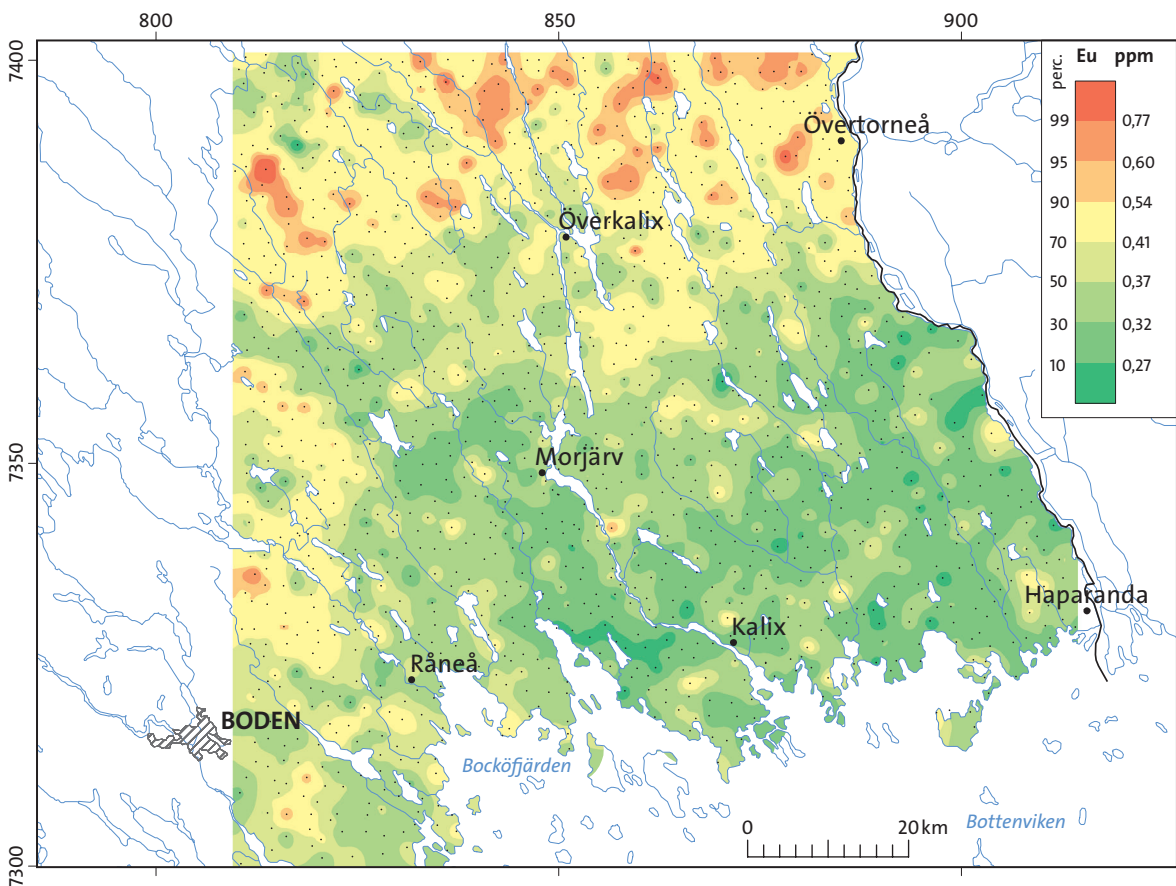 800 850 900
7400
7350
7300
perc. Eu ppm
99 0,77
95 0,60
90 0,54
70 0,41
50 0,37
30 0,32
10 0,27
Övertorneå
Överkalix
Morjärv
Haparanda
Kalix
Råneå
BODEN
Bocköfjärden
Bottenviken
0 20 km